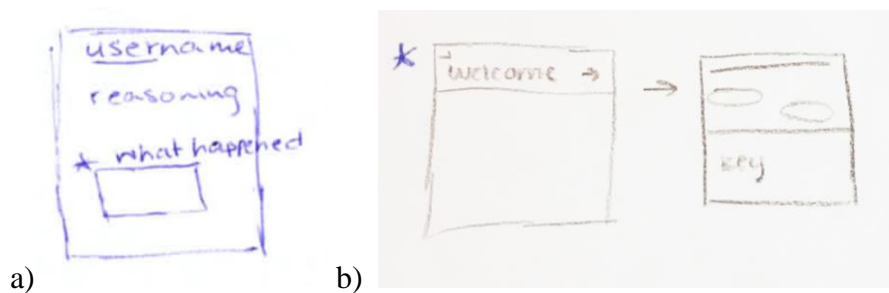 username
reasoning
* what happened
a)
b)
* welcome →
→
key